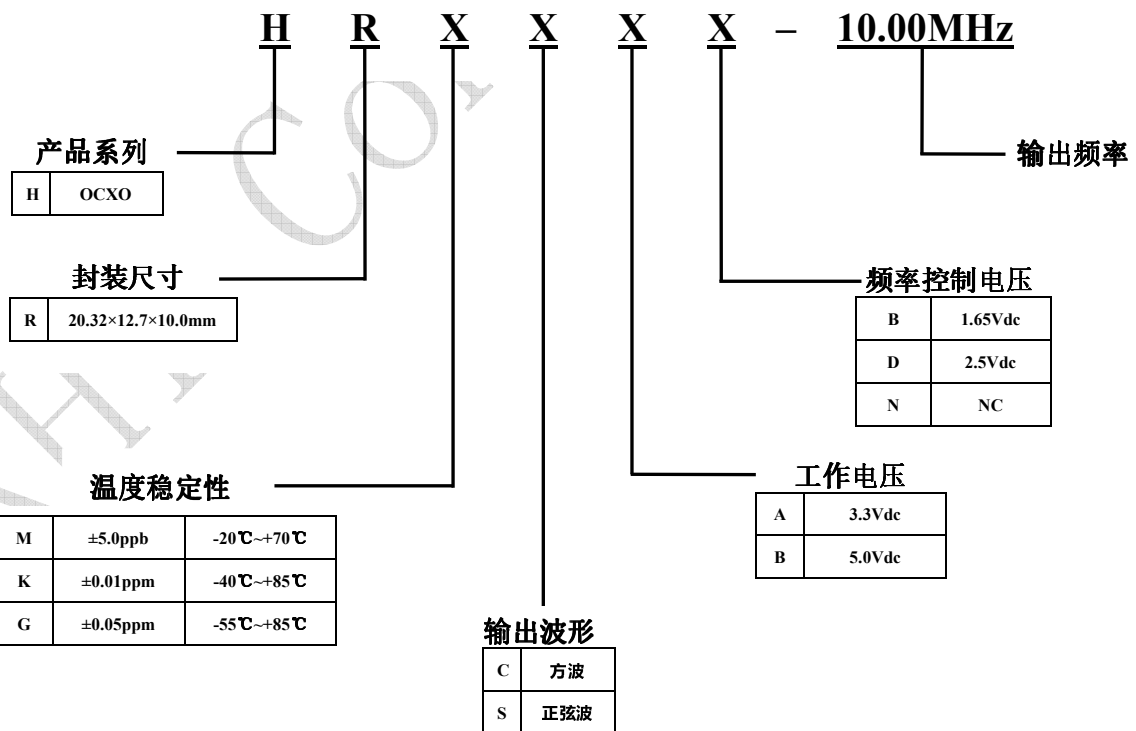 H R X X X X – 10.00MHz
产品系列
H OCXO
输出频率
封装尺寸
R 20.32×12.7×10.0mm
频率控制电压
B 1.65Vdc
D 2.5Vdc
N NC
温度稳定性
M ±5.0ppb -20℃~+70℃
K ±0.01ppm -40℃~+85℃
G ±0.05ppm -55℃~+85℃
工作电压
A 3.3Vdc
B 5.0Vdc
输出波形
C 方波
S 正弦波